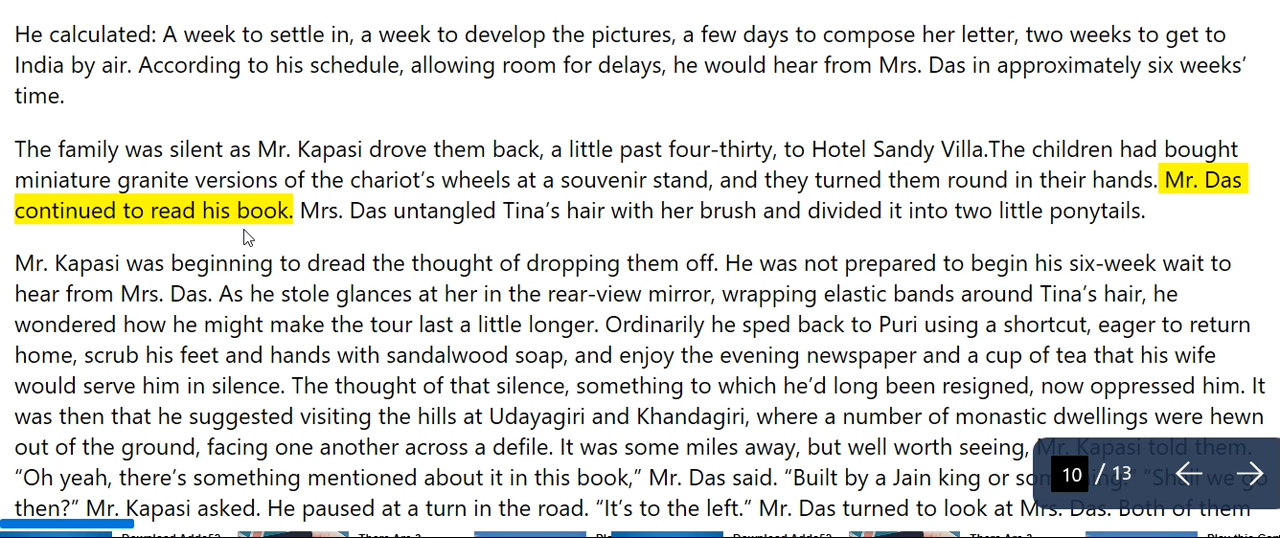 He calculated: A week to settle in, a week to develop the pictures, a few days to compose her letter, two weeks to get to
India by air. According to his schedule, allowing room for delays, he would hear from Mrs. Das in approximately six weeks’
time.
The family was silent as Mr. Kapasi drove them back, a little past four-thirty, to Hotel Sandy Villa.The children had bought
miniature granite versions of the chariot’s wheels at a souvenir stand, and they turned them round in their hands. Mr. Das
continued to read his book. Mrs. Das untangled Tina’s hair with her brush and divided it into two little ponytails.
Mr. Kapasi was beginning to dread the thought of dropping them off. He was not prepared to begin his six-week wait to
hear from Mrs. Das. As he stole glances at her in the rear-view mirror, wrapping elastic bands around Tina’s hair, he
wondered how he might make the tour last a little longer. Ordinarily he sped back to Puri using a shortcut, eager to return
home, scrub his feet and hands with sandalwood soap, and enjoy the evening newspaper and a cup of tea that his wife
would serve him in silence. The thought of that silence, something to which he’d long been resigned, now oppressed him. It
was then that he suggested visiting the hills at Udayagiri and Khandagiri, where a number of monastic dwellings were hewn
out of the ground, facing one another across a defile. It was some miles away, but well worth seeing, Mr. Kapasi told them.
“Oh yeah, there’s something mentioned about it in this book,” Mr. Das said. “Built by a Jain king or something.” “Shall we go
then?” Mr. Kapasi asked. He paused at a turn in the road. “It’s to the left.” Mr. Das turned to look at Mrs. Das. Both of them
10 / 13